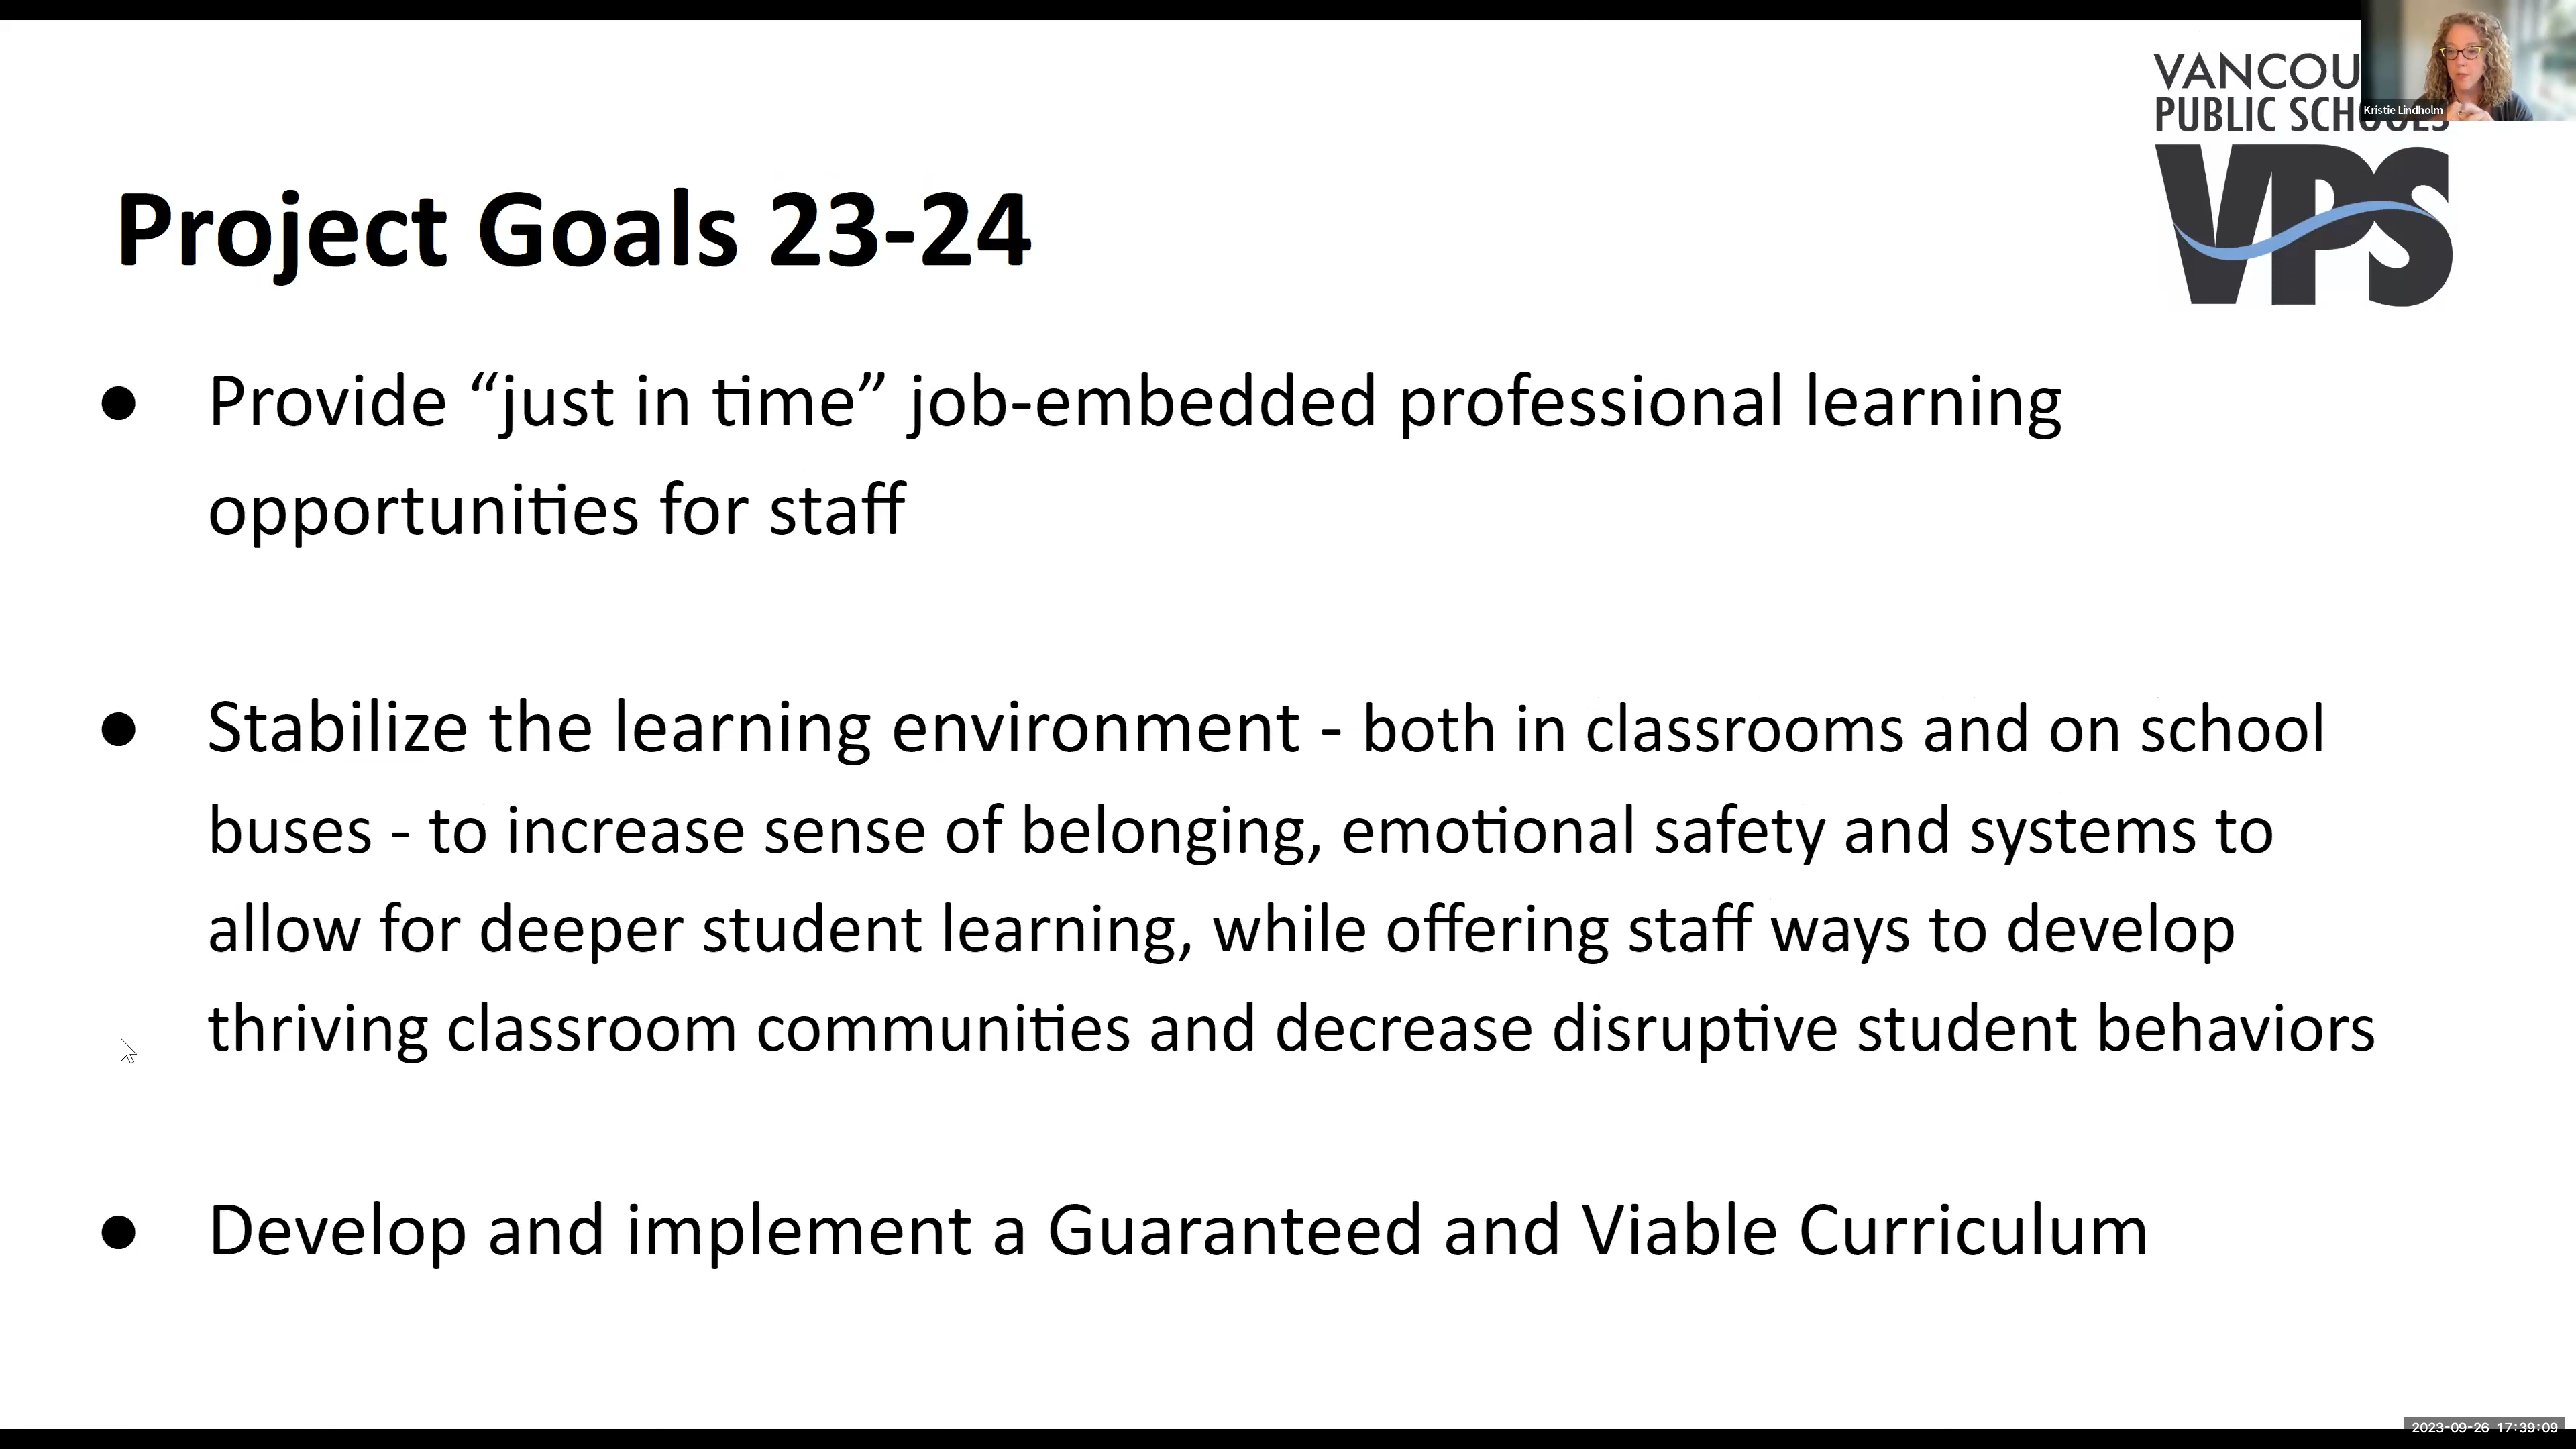 VANCOU
PUBLIC SCHOOLS
Kristie Lindholm
VPS
Project Goals 23-24
● Provide “just in time” job-embedded professional learning
opportunities for staff
● Stabilize the learning environment - both in classrooms and on school
buses - to increase sense of belonging, emotional safety and systems to
allow for deeper student learning, while offering staff ways to develop
thriving classroom communities and decrease disruptive student behaviors
● Develop and implement a Guaranteed and Viable Curriculum
2023-09-26 17:39:09